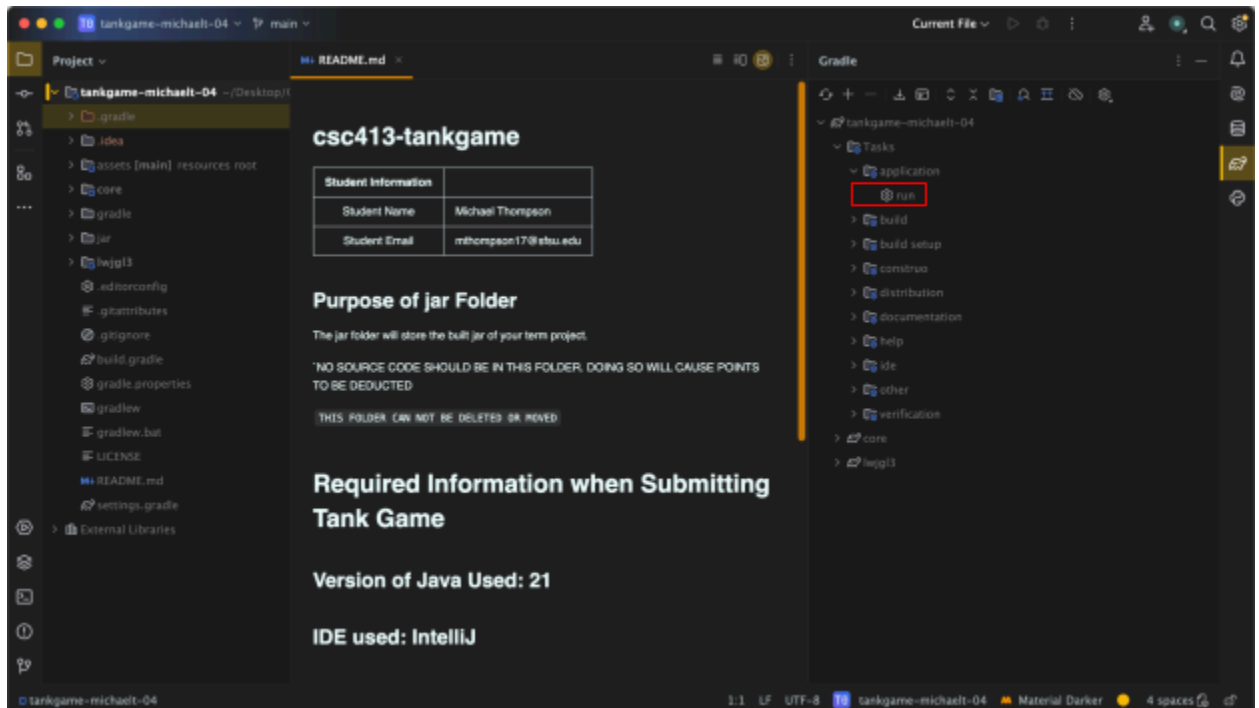 T0 tankgame-michaelt-04 main
Current File
Project
README.md
Gradle
tankgame-michaelt-04 ~/Desktop/
.gradle
.idea
assets [main] resources root
core
gradle
jar
lwjgl3
.editorconfig
.gitattributes
.gitignore
build.gradle
gradle.properties
gradlew
gradlew.bat
LICENSE
README.md
settings.gradle
External Libraries
csc413-tankgame
Student Information
Student Name Michael Thompson
Student Email mthompson17@sfsu.edu
Purpose of jar Folder
The jar folder will store the built jar of your term project.
`NO SOURCE CODE SHOULD BE IN THIS FOLDER. DOING SO WILL CAUSE POINTS
TO BE DEDUCTED
THIS FOLDER CAN NOT BE DELETED OR MOVED
Required Information when Submitting
Tank Game
Version of Java Used: 21
IDE used: IntelliJ
tankgame-michaelt-04
Tasks
application
run
build
build setup
construo
distribution
documentation
help
ide
other
verification
core
lwjgl3
tankgame-michaelt-04
1:1 LF UTF-8 T0 tankgame-michaelt-04 Material Darker 4 spaces